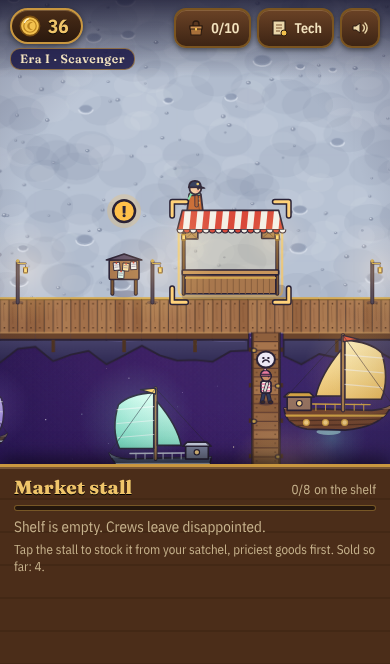 36
0/10
Tech
Era I · Scavenger
!
Market stall
0/8 on the shelf
Shelf is empty. Crews leave disappointed.
Tap the stall to stock it from your satchel, priciest goods first. Sold so
far: 4.